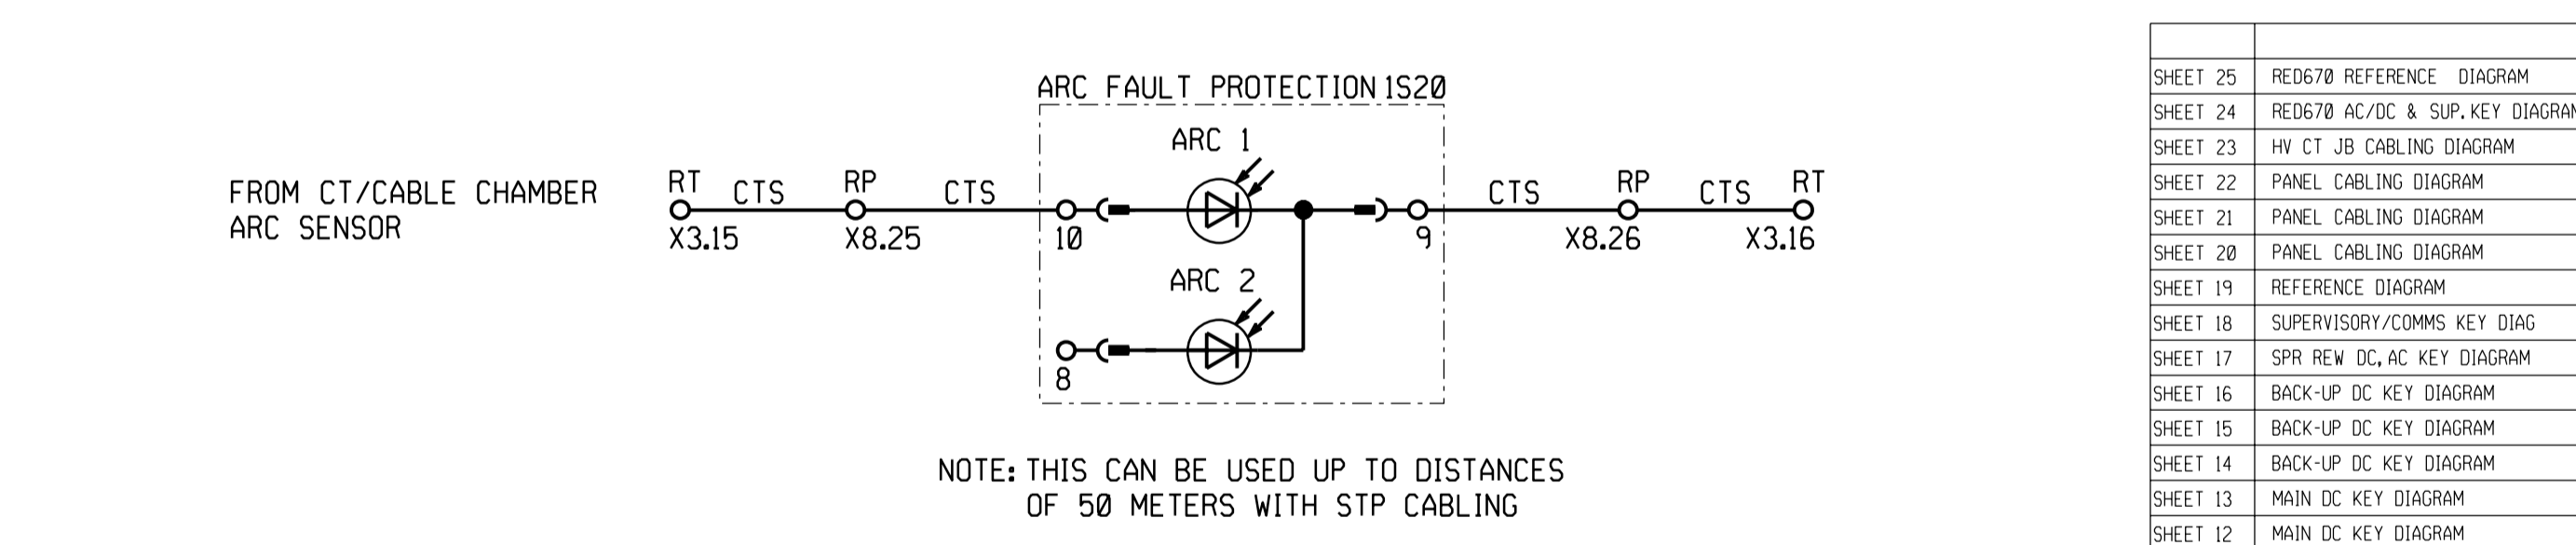 ARC FAULT PROTECTION 1S20
ARC 1
FROM CT/CABLE CHAMBER
ARC SENSOR
RT CTS RP CTS CTS RP CTS RT
X3.15 X8.25 10 9 X8.26 X3.16
ARC 2
8
NOTE: THIS CAN BE USED UP TO DISTANCES
OF 50 METERS WITH STP CABLING
SHEET 25 RED670 REFERENCE DIAGRAM
SHEET 24 RED670 AC/DC & SUP.KEY DIAGRAM
SHEET 23 HV CT JB CABLING DIAGRAM
SHEET 22 PANEL CABLING DIAGRAM
SHEET 21 PANEL CABLING DIAGRAM
SHEET 20 PANEL CABLING DIAGRAM
SHEET 19 REFERENCE DIAGRAM
SHEET 18 SUPERVISORY/COMMS KEY DIAG
SHEET 17 SPR REW DC,AC KEY DIAGRAM
SHEET 16 BACK-UP DC KEY DIAGRAM
SHEET 15 BACK-UP DC KEY DIAGRAM
SHEET 14 BACK-UP DC KEY DIAGRAM
SHEET 13 MAIN DC KEY DIAGRAM
SHEET 12 MAIN DC KEY DIAGRAM